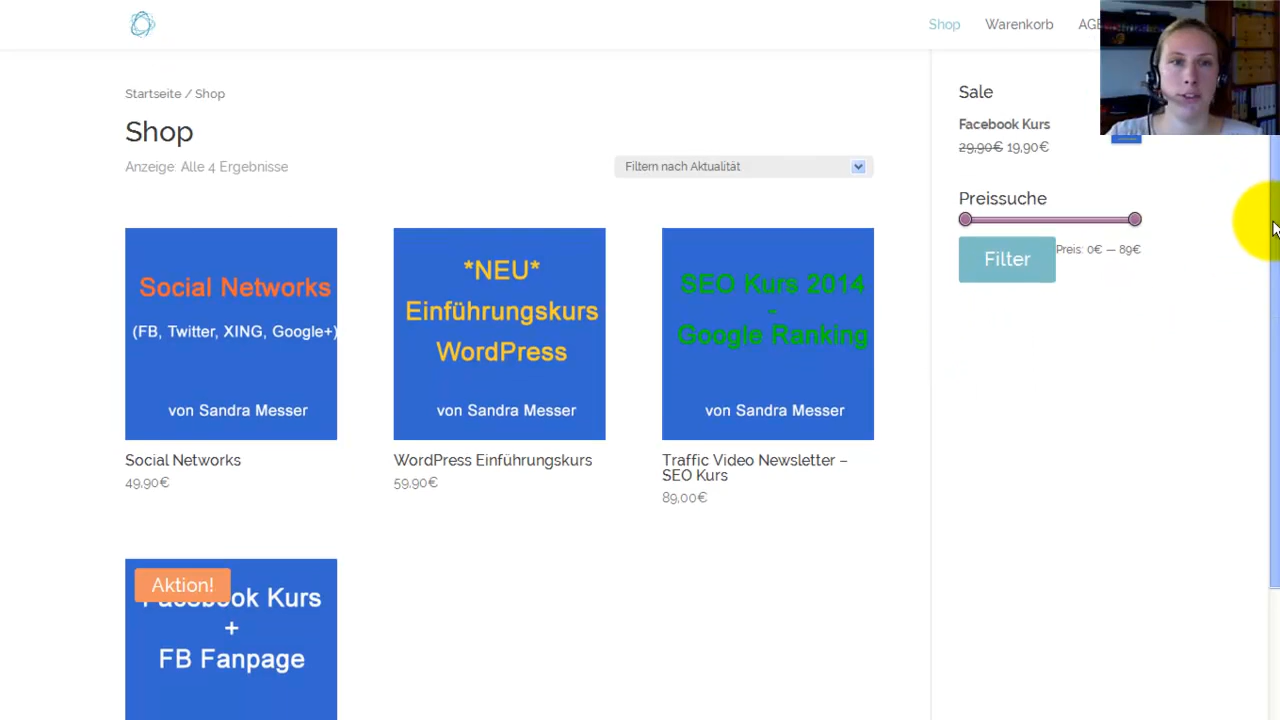 Shop Warenkorb
Startseite / Shop
Shop
Anzeige: Alle 4 Ergebnisse
Filtern nach Aktualität
Sale
Facebook Kurs
29,90€ 19,90€
Preissuche
Filter
Preis: 0€ — 89€
Social Networks
(FB, Twitter, XING, Google+)
von Sandra Messer
*NEU*
Einführungskurs
WordPress
von Sandra Messer
SEO Kurs 2014
-
Google Ranking
von Sandra Messer
Social Networks
49,90€
WordPress Einführungskurs
59,90€
Traffic Video Newsletter –
SEO Kurs
89,00€
Aktion!
Facebook Kurs
+
FB Fanpage